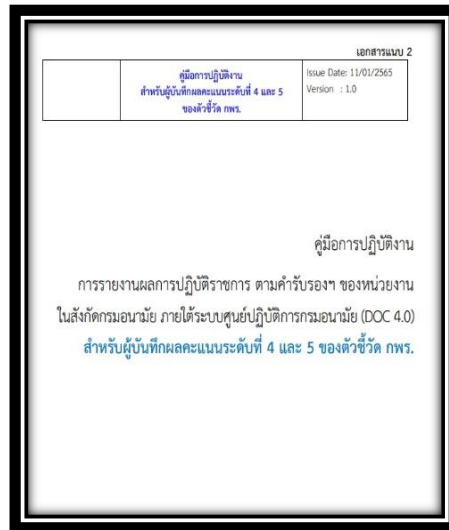 เอกสารแนบ 2
คู่มือการปฏิบัติงาน
สำหรับผู้บันทึกผลคะแนนระดับที่ 4 และ 5
ของตัวชี้วัด กพร.
Issue Date: 11/01/2565
Version : 1.0
คู่มือการปฏิบัติงาน
การรายงานผลการปฏิบัติราชการ ตามคำรับรองฯ ของหน่วยงาน
ในสังกัดกรมอนามัย ภายใต้ระบบศูนย์ปฏิบัติการกรมอนามัย (DOC 4.0)
สำหรับผู้บันทึกผลคะแนนระดับที่ 4 และ 5 ของตัวชี้วัด กพร.